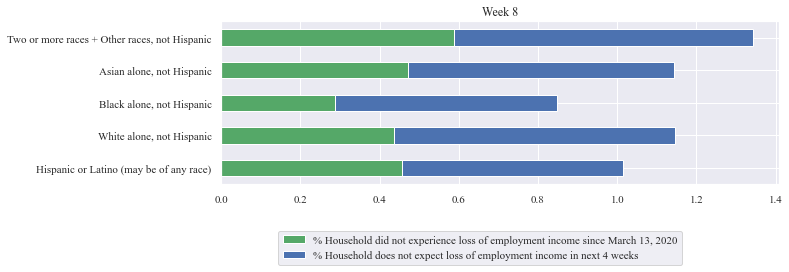 Week 8
Two or more races + Other races, not Hispanic
Asian alone, not Hispanic
Black alone, not Hispanic
White alone, not Hispanic
Hispanic or Latino (may be of any race)
0.0 0.2 0.4 0.6 0.8 1.0 1.2 1.4
% Household did not experience loss of employment income since March 13, 2020
% Household does not expect loss of employment income in next 4 weeks